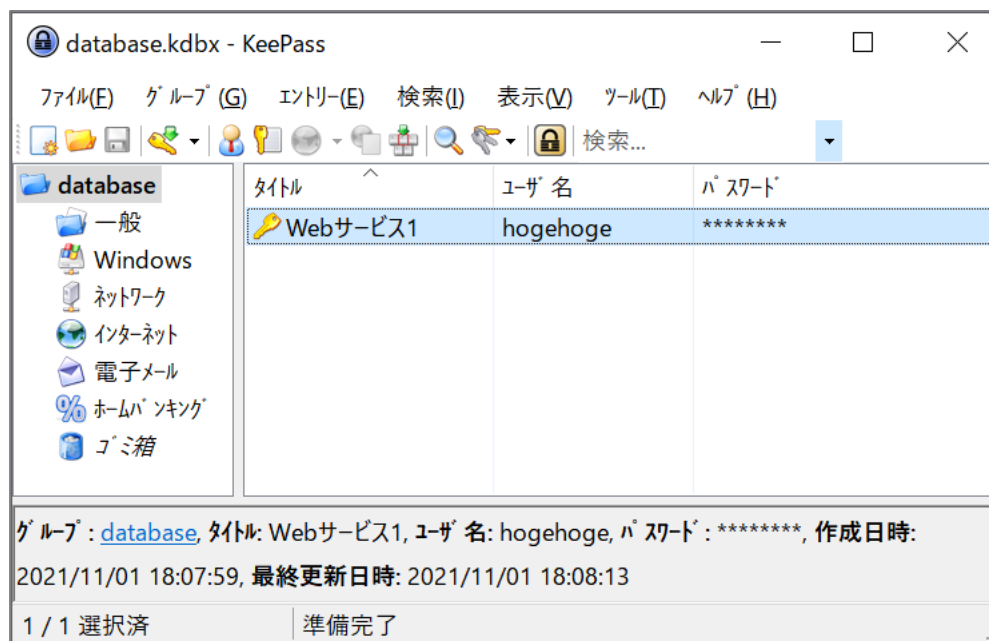 database.kdbx - KeePass
ﾌｧｲﾙ(F) ｸﾞﾙｰﾌﾟ(G) ｴﾝﾄﾘｰ(E) 検索(I) 表示(V) ﾂｰﾙ(T) ﾍﾙﾌﾟ(H)
検索...
database
ﾀｲﾄﾙ ﾕｰｻﾞ名 ﾊﾟｽﾜｰﾄﾞ
一般
Webサービス1 hogehoge ********
Windows
ﾈｯﾄﾜｰｸ
ｲﾝﾀｰﾈｯﾄ
電子ﾒｰﾙ
ﾎｰﾑﾊﾞﾝｷﾝｸﾞ
ｺﾞﾐ箱
ｸﾞﾙｰﾌﾟ: database, ﾀｲﾄﾙ: Webサービス1, ﾕｰｻﾞ名: hogehoge, ﾊﾟｽﾜｰﾄﾞ: ********, 作成日時:
2021/11/01 18:07:59, 最終更新日時: 2021/11/01 18:08:13
1 / 1 選択済 準備完了